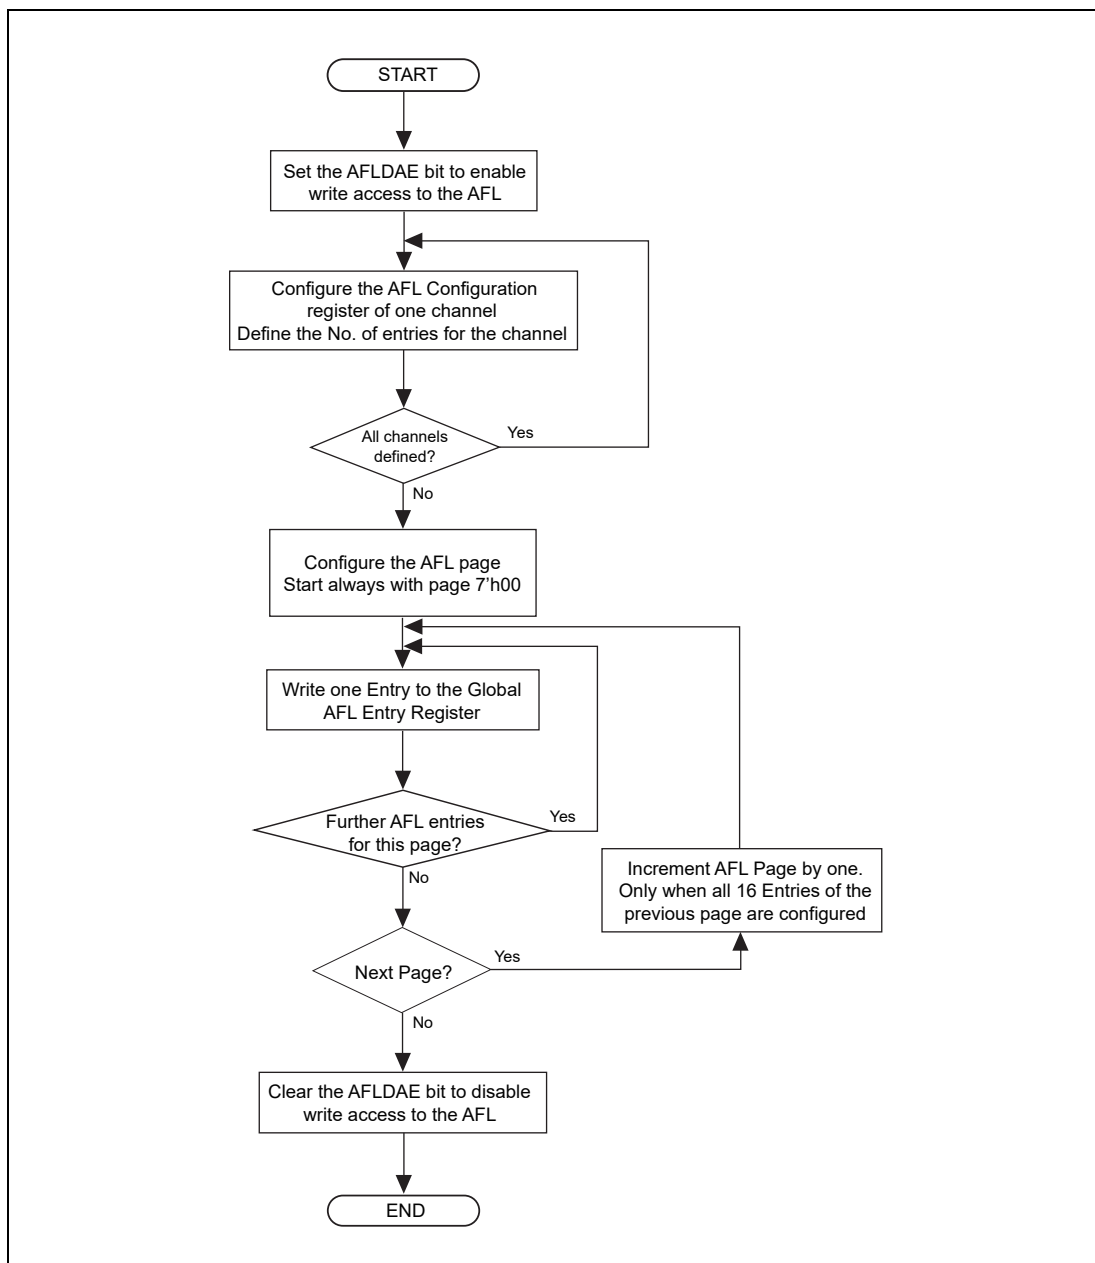 START
Set the AFLDAE bit to enable
write access to the AFL
Configure the AFL Configuration
register of one channel
Define the No. of entries for the channel
All channels
defined?
Yes
No
Configure the AFL page
Start always with page 7'h00
Write one Entry to the Global
AFL Entry Register
Further AFL entries
for this page?
Yes
No
Increment AFL Page by one.
Only when all 16 Entries of the
previous page are configured
Next Page?
Yes
No
Clear the AFLDAE bit to disable
write access to the AFL
END